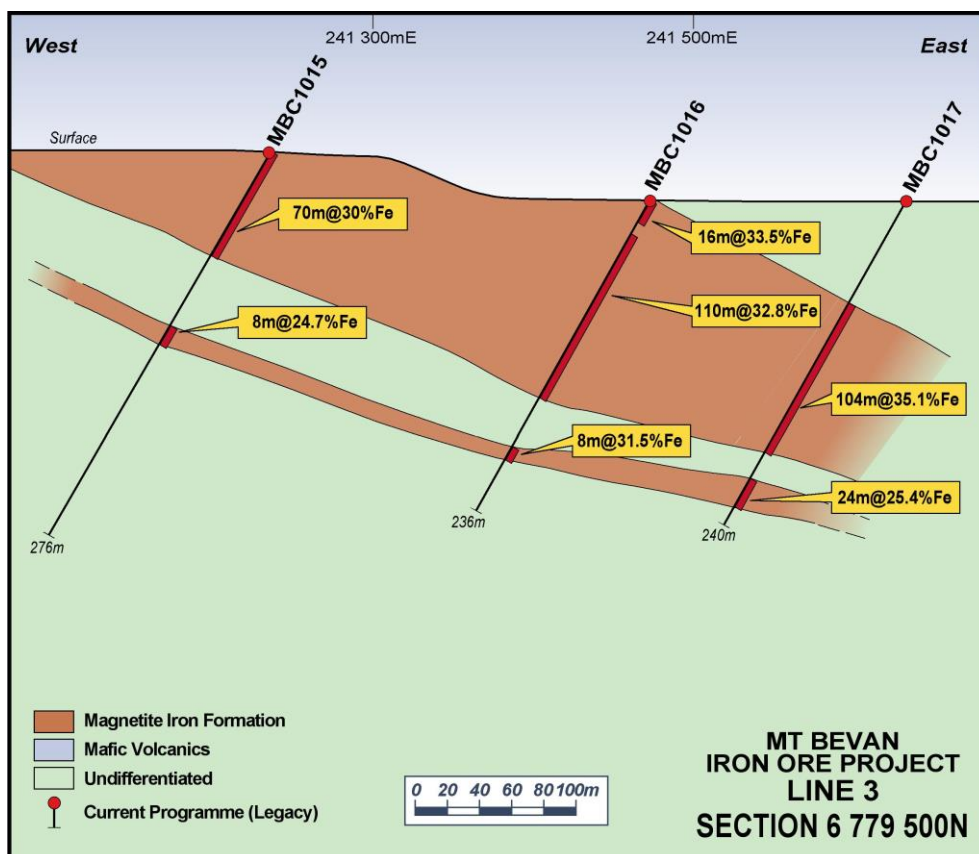 West
241 300mE
241 500mE
East
Surface
MBC1015
MBC1016
MBC1017
70m@30%Fe
16m@33.5%Fe
110m@32.8%Fe
8m@24.7%Fe
104m@35.1%Fe
8m@31.5%Fe
24m@25.4%Fe
276m
236m
240m
Magnetite Iron Formation
Mafic Volcanics
Undifferentiated
Current Programme (Legacy)
0 20 40 60 80 100m
MT BEVAN
IRON ORE PROJECT
LINE 3
SECTION 6 779 500N